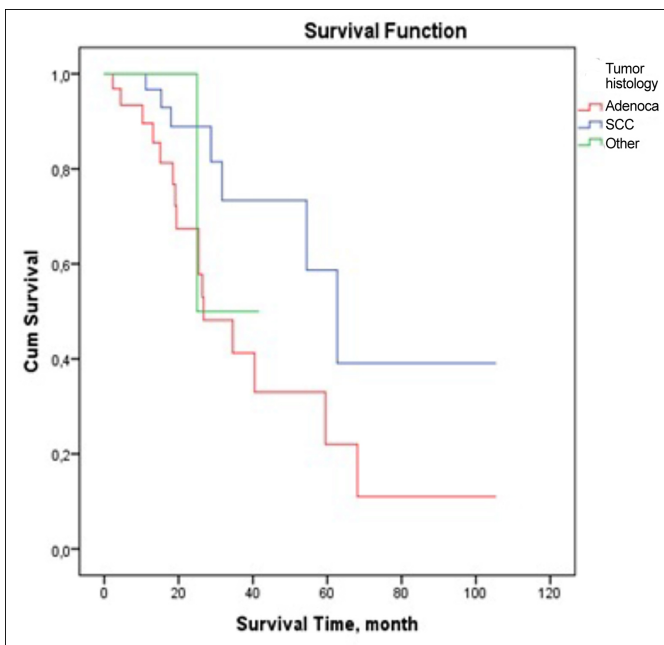 Survival Function
Tumor
histology
Adenoca
SCC
Other
1,0
0,8
0,6
0,4
0,2
0,0
Cum Survival
0 20 40 60 80 100 120
Survival Time, month